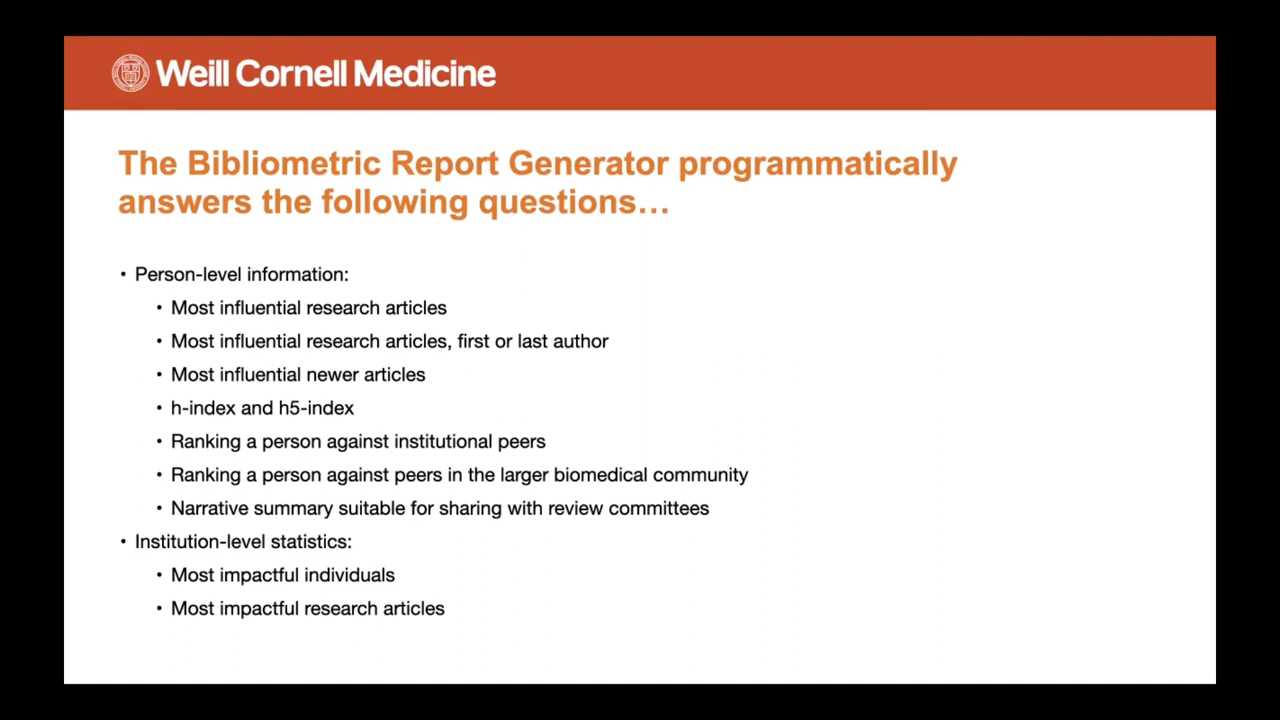 Weill Cornell Medicine
The Bibliometric Report Generator programmatically
answers the following questions…
• Person-level information:
• Most influential research articles
• Most influential research articles, first or last author
• Most influential newer articles
• h-index and h5-index
• Ranking a person against institutional peers
• Ranking a person against peers in the larger biomedical community
• Narrative summary suitable for sharing with review committees
• Institution-level statistics:
• Most impactful individuals
• Most impactful research articles